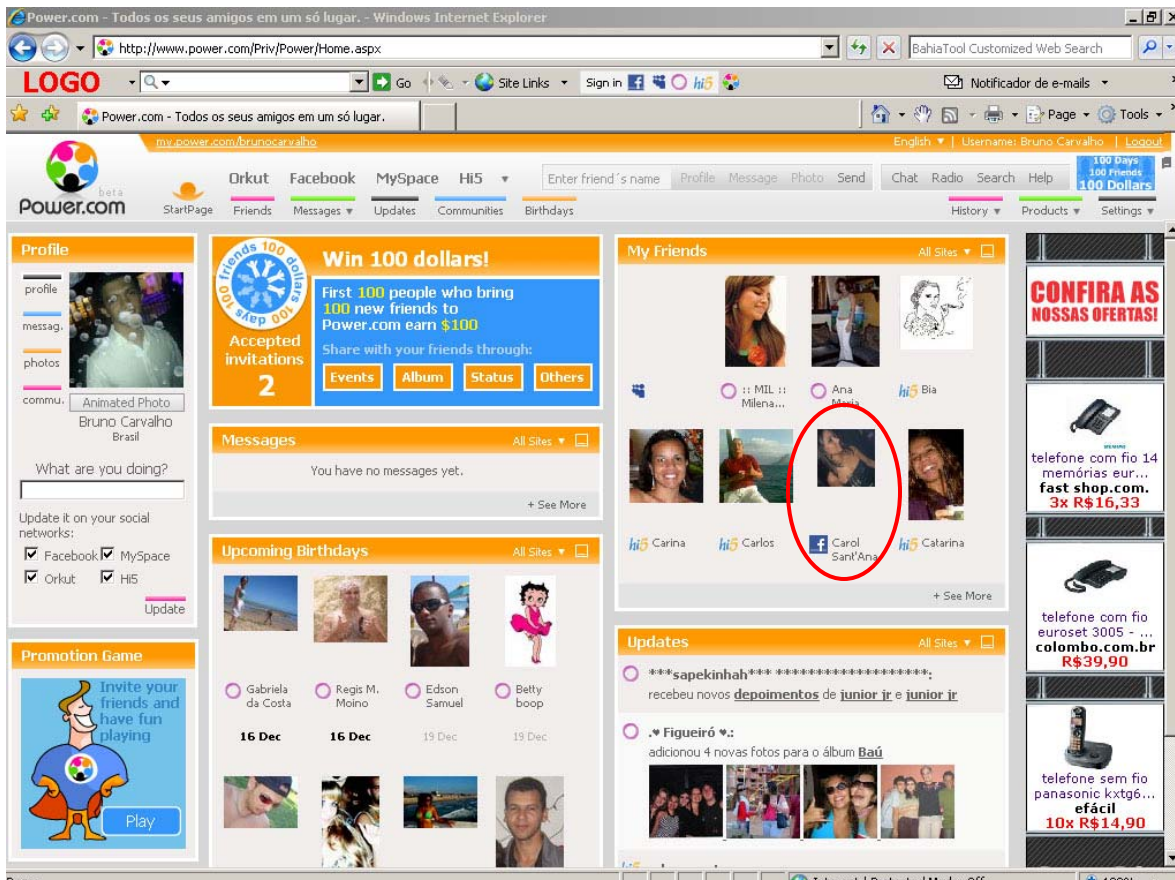 Power.com - Todos os seus amigos em um só lugar. - Windows Internet Explorer
http://www.power.com/Priv/Power/Home.aspx
BahiaTool Customized Web Search
LOGO
Go
Site Links
Sign in
hi5
Notificador de e-mails
Power.com - Todos os seus amigos em um só lugar.
Page
Tools
my.power.com/brunocarvalho
English
Username: Bruno Carvalho
Logout
beta
Power.com
StartPage
Orkut
Facebook
MySpace
Hi5
Enter friend´s name
Profile
Message
Photo
Send
Chat
Radio
Search
Help
100 Days
100 Friends
100 Dollars
Friends
Messages
Updates
Communities
Birthdays
History
Products
Settings
Profile
profile
messag.
photos
commu.
Animated Photo
Bruno Carvalho
Brasil
What are you doing?
Update it on your social
networks:
Facebook
MySpace
Orkut
Hi5
Update
Promotion Game
Invite your
friends and
have fun
playing
Play
100 friends 100 dollars 100 days
Accepted
invitations
2
Win 100 dollars!
First 100 people who bring
100 new friends to
Power.com earn $100
Share with your friends through:
Events
Album
Status
Others
Messages
All Sites
You have no messages yet.
+ See More
Upcoming Birthdays
All Sites
Gabriela
da Costa
16 Dec
Regis M.
Moino
16 Dec
Edson
Samuel
19 Dec
Betty
boop
19 Dec
My Friends
All Sites
:: MIL ::
Milena...
Ana
Maria
hi5 Bia
hi5 Carina
hi5 Carlos
Carol
Sant'Ana
hi5 Catarina
+ See More
Updates
All Sites
***sapekinhah*** *********************:
recebeu novos depoimentos de junior jr e junior jr
.♥ Figueiró ♥.:
adicionou 4 novas fotos para o álbum Baú
CONFIRA AS
NOSSAS OFERTAS!
telefone com fio 14
memórias eur...
fast shop.com.
3x R$16,33
telefone com fio
euroset 3005 - ...
colombo.com.br
R$39,90
telefone sem fio
panasonic kxtg6...
efácil
10x R$14,90